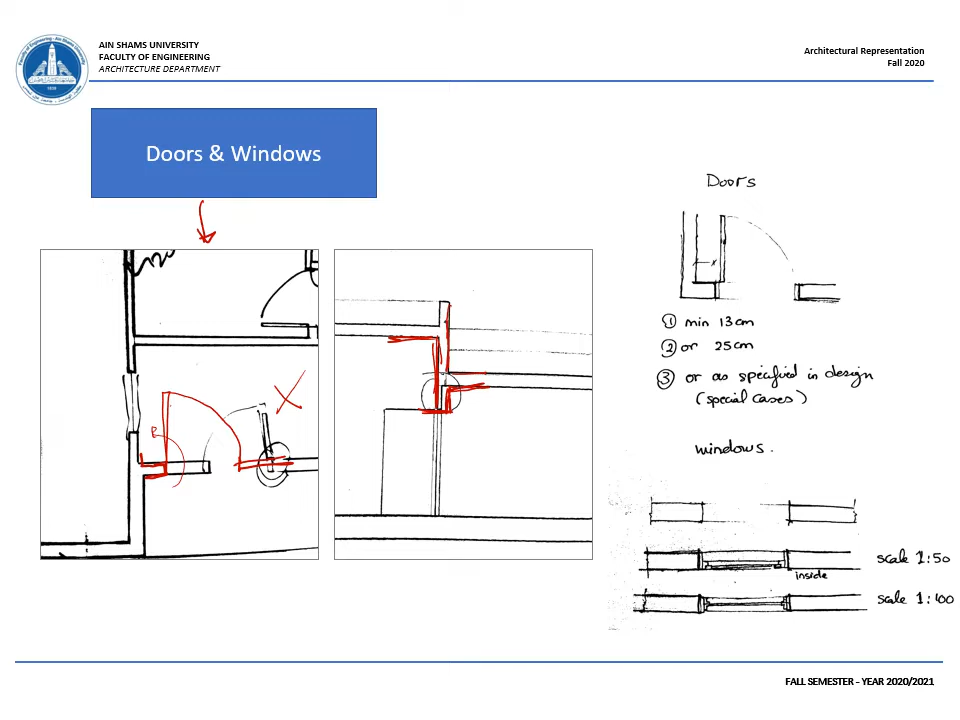 AIN SHAMS UNIVERSITY
FACULTY OF ENGINEERING
ARCHITECTURE DEPARTMENT
Architectural Representation
Fall 2020
Doors & Windows
Doors
x
① min 13cm
② or 25cm
③ or as specified in design
(special cases)
windows.
scale 1:50
inside
scale 1:100
FALL SEMESTER - YEAR 2020/2021